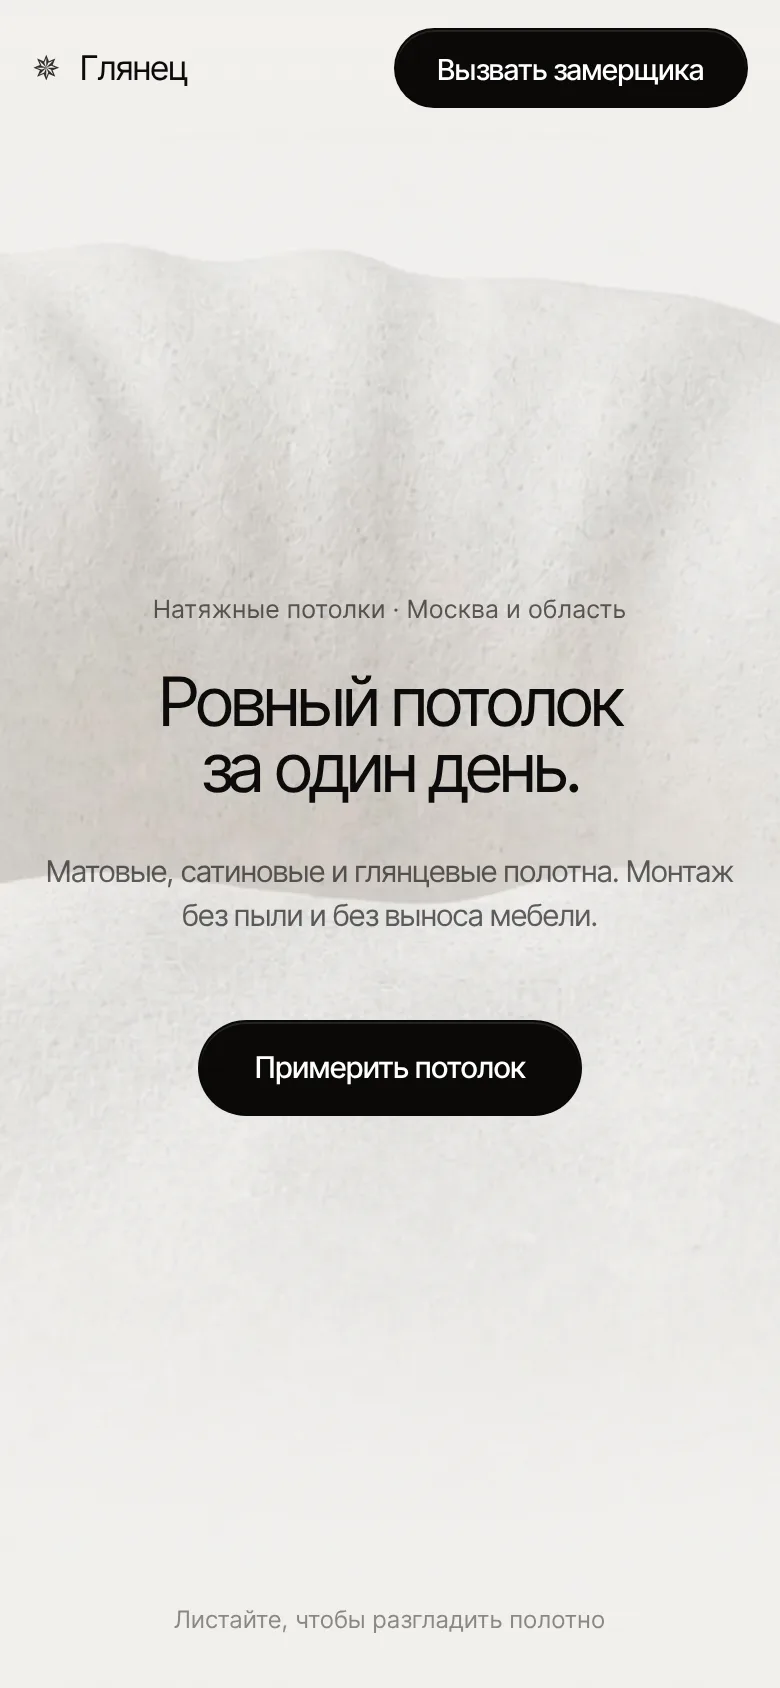 Глянец
Вызвать замерщика
Натяжные потолки · Москва и область
Ровный потолок
за один день.
Матовые, сатиновые и глянцевые полотна. Монтаж
без пыли и без выноса мебели.
Примерить потолок
Листайте, чтобы разгладить полотно